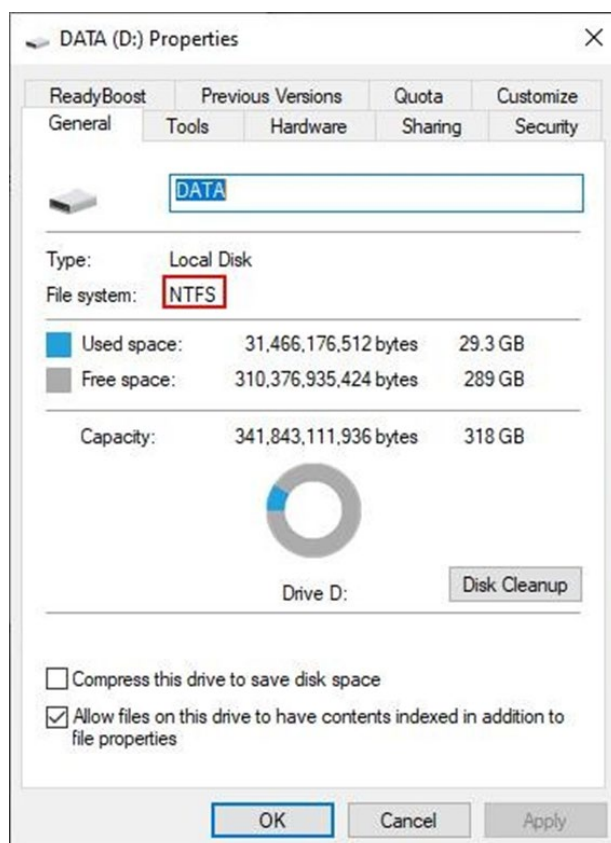 DATA (D:) Properties
ReadyBoost Previous Versions Quota Customize
General Tools Hardware Sharing Security
DATA
Type: Local Disk
File system: NTFS
Used space: 31,466,176,512 bytes 29.3 GB
Free space: 310,376,935,424 bytes 289 GB
Capacity: 341,843,111,936 bytes 318 GB
Drive D:
Disk Cleanup
Compress this drive to save disk space
Allow files on this drive to have contents indexed in addition to
file properties
OK Cancel Apply